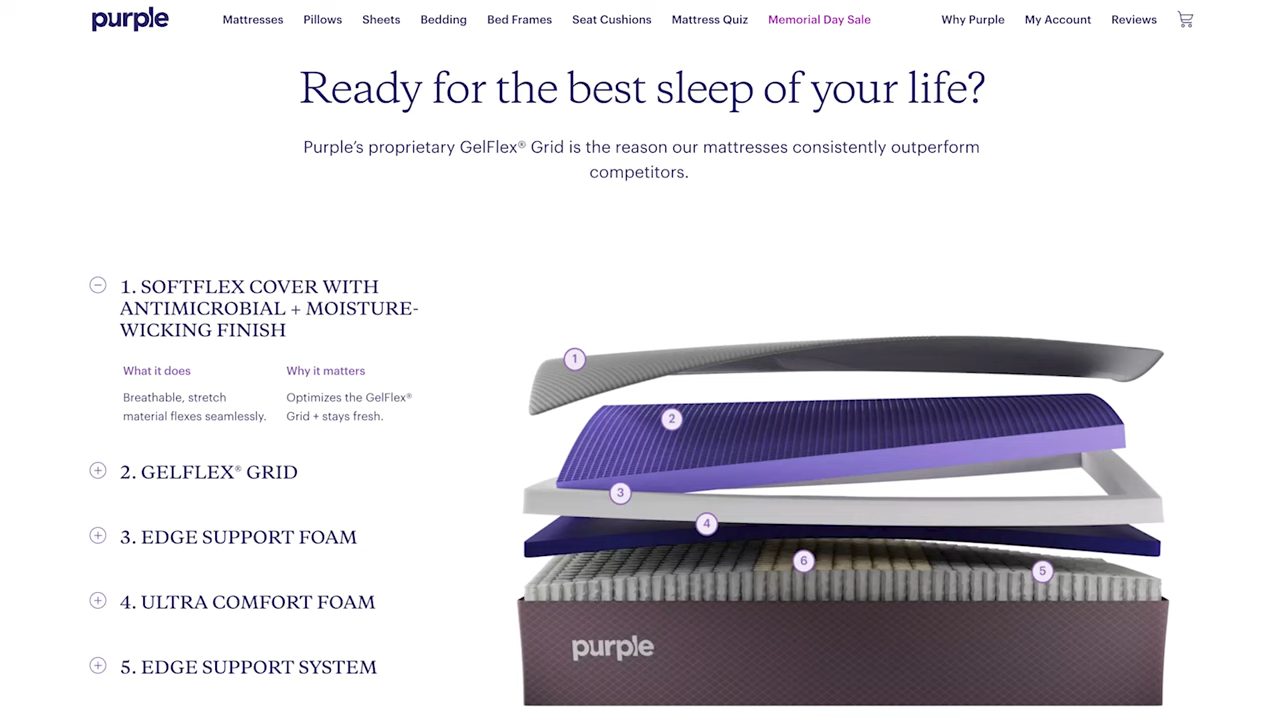 purple
Mattresses Pillows Sheets Bedding Bed Frames Seat Cushions Mattress Quiz Memorial Day Sale Why Purple My Account Reviews
Ready for the best sleep of your life?
Purple’s proprietary GelFlex® Grid is the reason our mattresses consistently outperform
competitors.
1. SOFTFLEX COVER WITH
ANTIMICROBIAL + MOISTURE-
WICKING FINISH
What it does
Breathable, stretch
material flexes seamlessly.
Why it matters
Optimizes the GelFlex®
Grid + stays fresh.
2. GELFLEX® GRID
3. EDGE SUPPORT FOAM
4. ULTRA COMFORT FOAM
5. EDGE SUPPORT SYSTEM
1
2
3
4
6
5
purple